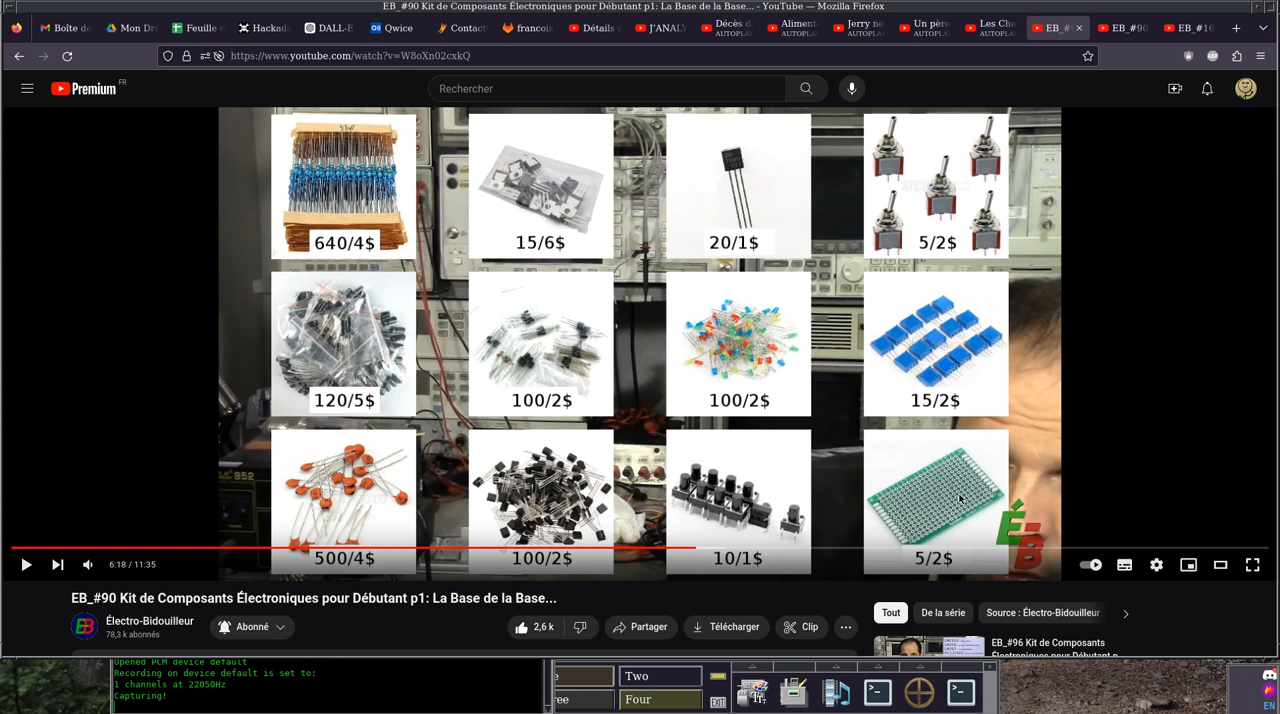 EB_#90 Kit de Composants Électroniques pour Débutant p1: La Base de la Base... - YouTube — Mozilla Firefox
Boîte de
Mon Dr
Feuille d
Hackad
DALL-E
Qwice
Contact
francois
Détails
J'ANALY
Décès d
AUTOPLAY
Aliment
AUTOPLAY
Jerry ne
AUTOPLAY
Un père
AUTOPLAY
Les Che
AUTOPLAY
EB_#
EB_#90
EB_#16
https://www.youtube.com/watch?v=W8oXn02cxkQ
Premium FR
Rechercher
640/4$
15/6$
20/1$
5/2$
120/5$
100/2$
100/2$
15/2$
952
500/4$
100/2$
10/1$
5/2$
É-B
6:18 / 11:35
EB_#90 Kit de Composants Électroniques pour Débutant p1: La Base de la Base...
EB
Électro-Bidouilleur
78,3 k abonnés
Abonné
2,6 k
Partager
Télécharger
Clip
Tout
De la série
Source : Électro-Bidouilleur
EB_#96 Kit de Composants
Électroniques pour Débutant p
Opened PCM device default
Recording on device default is set to:
1 channels at 22050Hz
Capturing!
e
Two
ee
Four
EXIT
EN